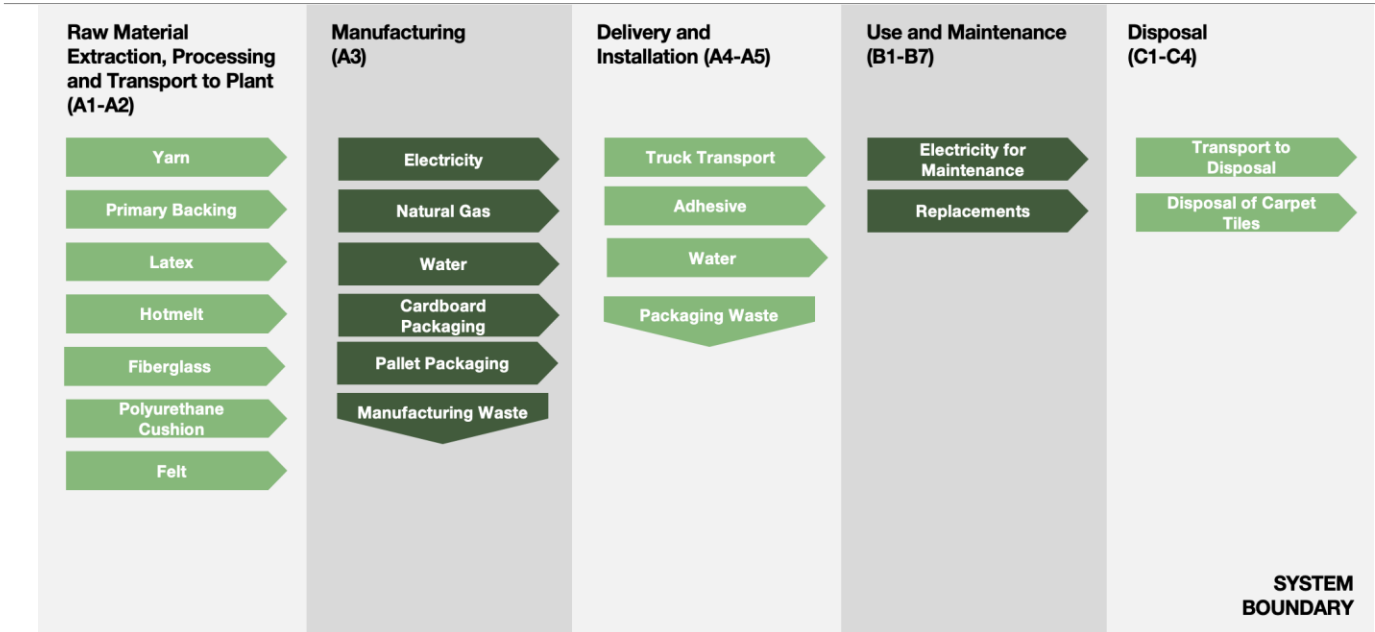 Raw Material
Extraction, Processing
and Transport to Plant
(A1-A2)
Yarn
Primary Backing
Latex
Hotmelt
Fiberglass
Polyurethane
Cushion
Felt
Manufacturing
(A3)
Electricity
Natural Gas
Water
Cardboard
Packaging
Pallet Packaging
Manufacturing Waste
Delivery and
Installation (A4-A5)
Truck Transport
Adhesive
Water
Packaging Waste
Use and Maintenance
(B1-B7)
Electricity for
Maintenance
Replacements
Disposal
(C1-C4)
Transport to
Disposal
Disposal of Carpet
Tiles
SYSTEM
BOUNDARY